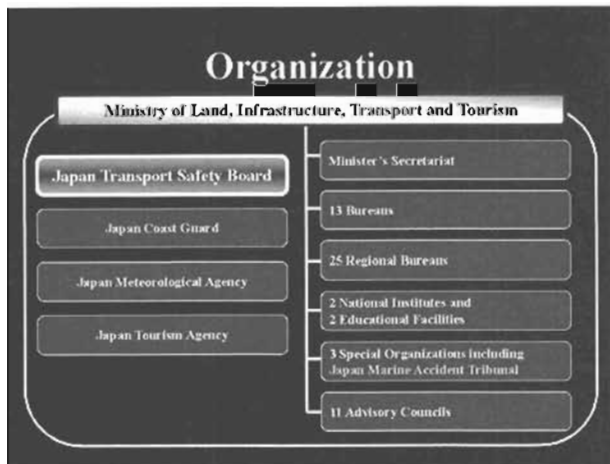 Organization
Ministry of Land, Infrastructure, Transport and Tourism
Japan Transport Safety Board
Japan Coast Guard
Japan Meteorological Agency
Japan Tourism Agency
Minister's Secretariat
13 Bureaus
25 Regional Bureaus
2 National Institutes and
2 Educational Facilities
3 Special Organizations including
Japan Marine Accident Tribunal
11 Advisory Councils